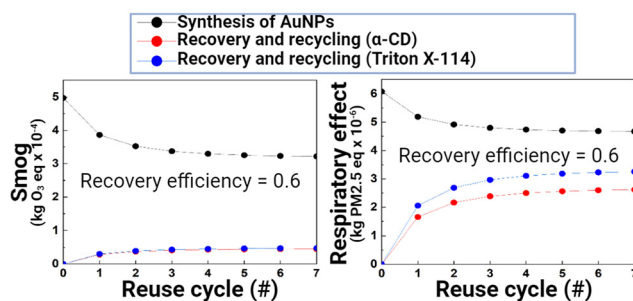 Synthesis of AuNPs
Recovery and recycling (α-CD)
Recovery and recycling (Triton X-114)
Smog
(kg O₃ eq x 10⁻⁴)
5
4
3
2
1
0
Recovery efficiency = 0.6
0 1 2 3 4 5 6 7
Reuse cycle (#)
Respiratory effect
(kg PM2.5 eq x 10⁻⁶)
6
5
4
3
2
1
0
Recovery efficiency = 0.6
0 1 2 3 4 5 6 7
Reuse cycle (#)